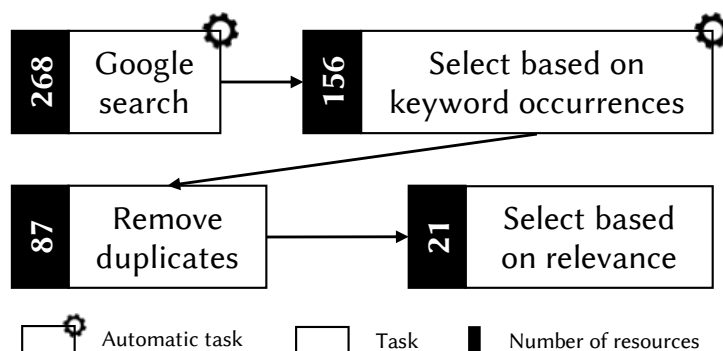 268
Google
search
156
Select based on
keyword occurrences
87
Remove
duplicates
21
Select based
on relevance
Automatic task
Task
Number of resources